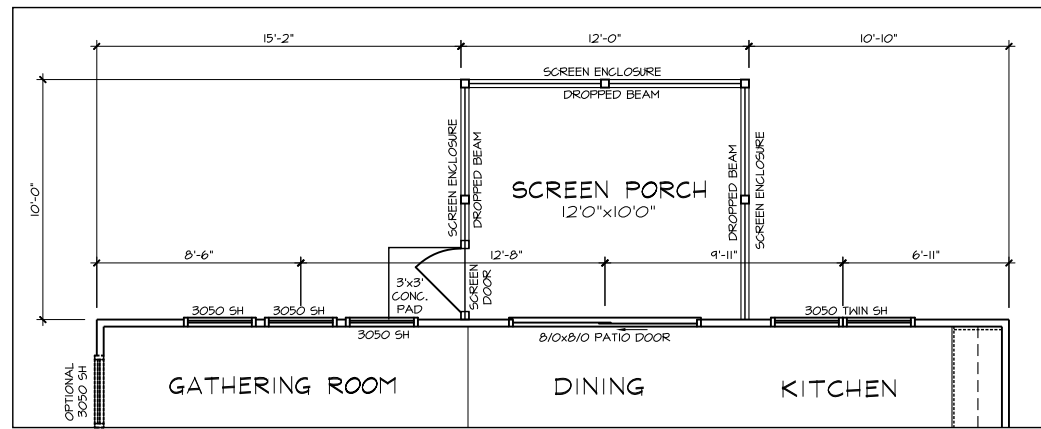 15'-2"
12'-0"
10'-10"
SCREEN ENCLOSURE
DROPPED BEAM
SCREEN ENCLOSURE
DROPPED BEAM
DROPPED BEAM
SCREEN ENCLOSURE
10'-0"
SCREEN PORCH
12'0"x10'0"
8'-6"
12'-8"
9'-11"
6'-11"
3'x3'
CONC.
PAD
SCREEN
DOOR
3050 SH
3050 SH
3050 SH
8/0x8/0 PATIO DOOR
3050 TWIN SH
OPTIONAL
3050 SH
GATHERING ROOM
DINING
KITCHEN